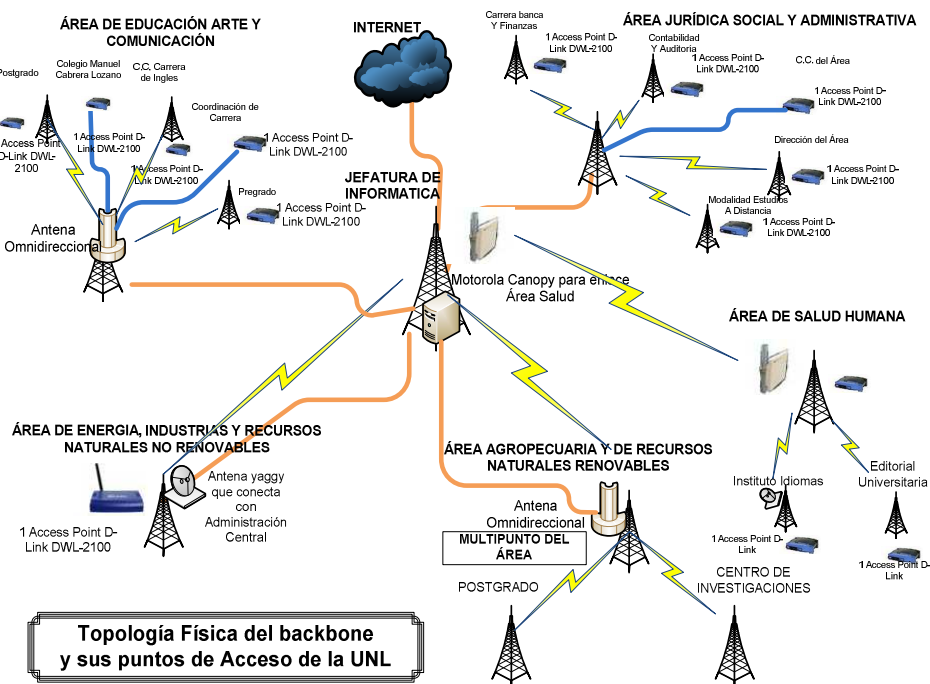 ÁREA DE EDUCACIÓN ARTE Y
COMUNICACIÓN
Postgrado
Colegio Manuel
Cabrera Lozano
C.C. Carrera
de Ingles
Coordinación de
Carrera
Access Point
D-Link DWL-
2100
1 Access Point D-
Link DWL-2100
1 Access Point D-
Link DWL-2100
1 Access Point D-
Link DWL-2100
Pregrado
1 Access Point D-
Link DWL-2100
Antena
Omnidireccional
INTERNET
JEFATURA DE
INFORMATICA
Motorola Canopy para enlace
Área Salud
ÁREA JURÍDICA SOCIAL Y ADMINISTRATIVA
Carrera banca
Y Finanzas
1 Access Point D-
Link DWL-2100
Contabilidad
Y Auditoria
1 Access Point D-
Link DWL-2100
C.C. del Área
1 Access Point D-
Link DWL-2100
Dirección del Área
1 Access Point D-
Link DWL-2100
Modalidad Estudios
A Distancia
1 Access Point D-
Link DWL-2100
ÁREA DE SALUD HUMANA
Instituto Idiomas
1 Access Point D-
Link
Editorial
Universitaria
1 Access Point D-
Link
ÁREA DE ENERGIA, INDUSTRIAS Y RECURSOS
NATURALES NO RENOVABLES
Antena yaggy
que conecta
con
Administración
Central
1 Access Point D-
Link DWL-2100
ÁREA AGROPECUARIA Y DE RECURSOS
NATURALES RENOVABLES
Antena
Omnidireccional
MULTIPUNTO DEL
ÁREA
POSTGRADO
CENTRO DE
INVESTIGACIONES
Topología Física del backbone
y sus puntos de Acceso de la UNL